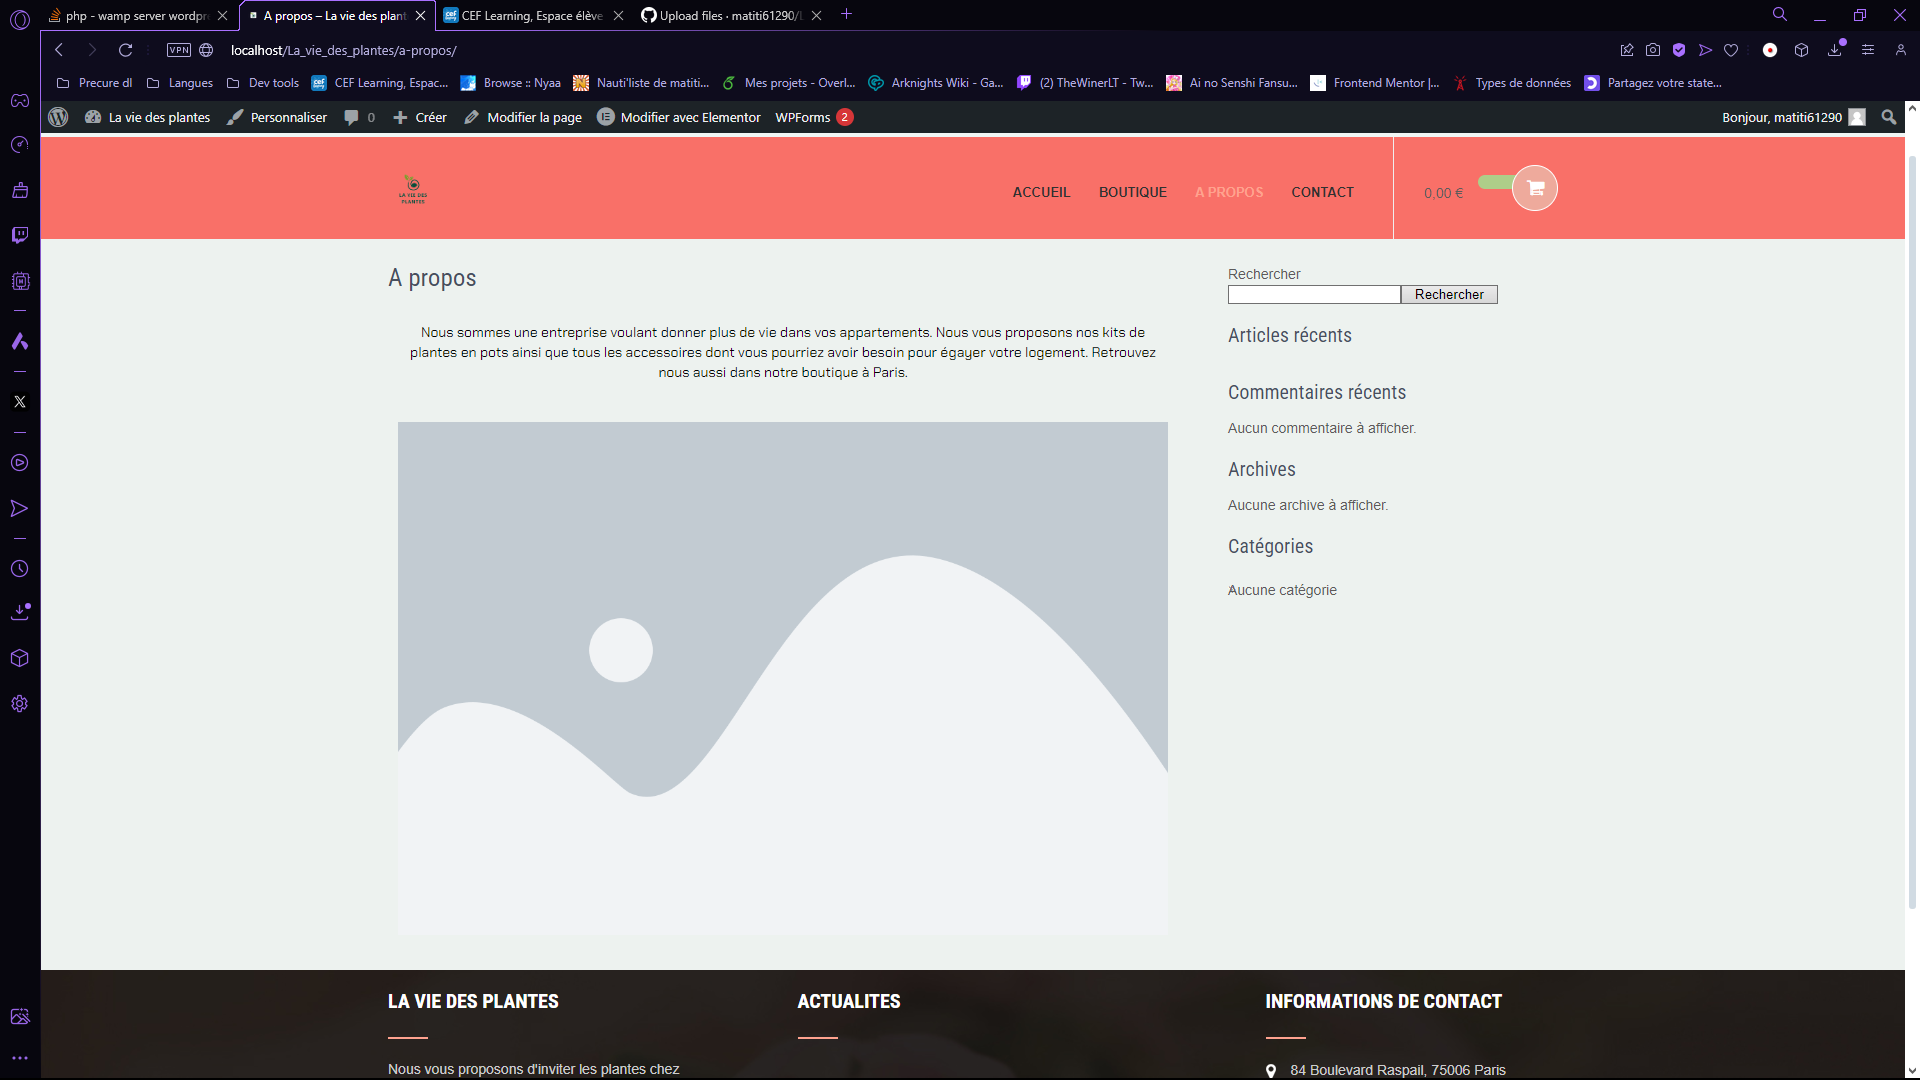 php - wamp server wordpr
A propos – La vie des plant
CEF Learning, Espace élève
Upload files · matiti61290/
VPN
localhost/La_vie_des_plantes/a-propos/
Precure dl
Langues
Dev tools
CEF Learning, Espac...
Browse :: Nyaa
Nauti'liste de matiti...
Mes projets - Overl...
Arknights Wiki - Ga...
(2) TheWinerLT - Tw...
Ai no Senshi Fansu...
Frontend Mentor |...
Types de données
Partagez votre state...
La vie des plantes
Personnaliser
0
Créer
Modifier la page
Modifier avec Elementor
WPForms 2
Bonjour, matiti61290
LA VIE DES
PLANTES
ACCUEIL
BOUTIQUE
A PROPOS
CONTACT
0,00 €
A propos
Nous sommes une entreprise voulant donner plus de vie dans vos appartements. Nous vous proposons nos kits de
plantes en pots ainsi que tous les accessoires dont vous pourriez avoir besoin pour égayer votre logement. Retrouvez
nous aussi dans notre boutique à Paris.
Rechercher
Rechercher
Articles récents
Commentaires récents
Aucun commentaire à afficher.
Archives
Aucune archive à afficher.
Catégories
Aucune catégorie
LA VIE DES PLANTES
Nous vous proposons d'inviter les plantes chez
ACTUALITES
INFORMATIONS DE CONTACT
84 Boulevard Raspail, 75006 Paris